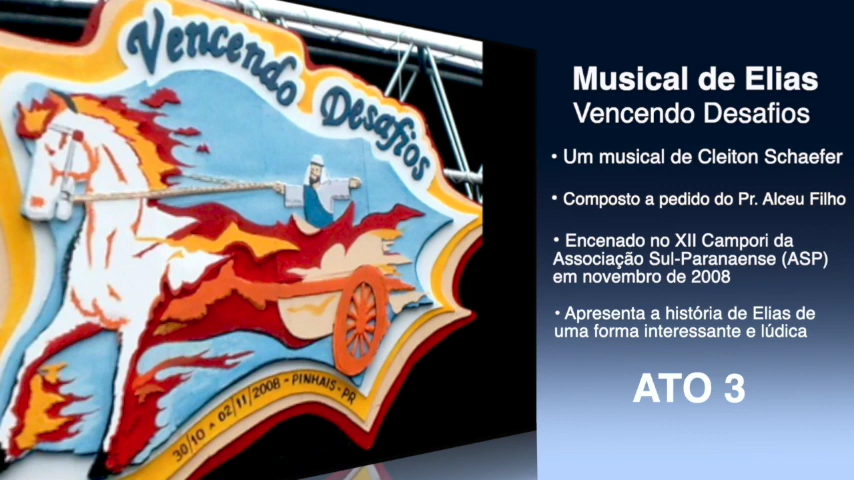 Vencendo Desafios
30/10 A 02/11/2008 - PINHAIS - PR
Musical de Elias
Vencendo Desafios
• Um musical de Cleiton Schaefer
• Composto a pedido do Pr. Alceu Filho
• Encenado no XII Campori da
Associação Sul-Paranaense (ASP)
em novembro de 2008
• Apresenta a história de Elias de
uma forma interessante e lúdica
ATO 3